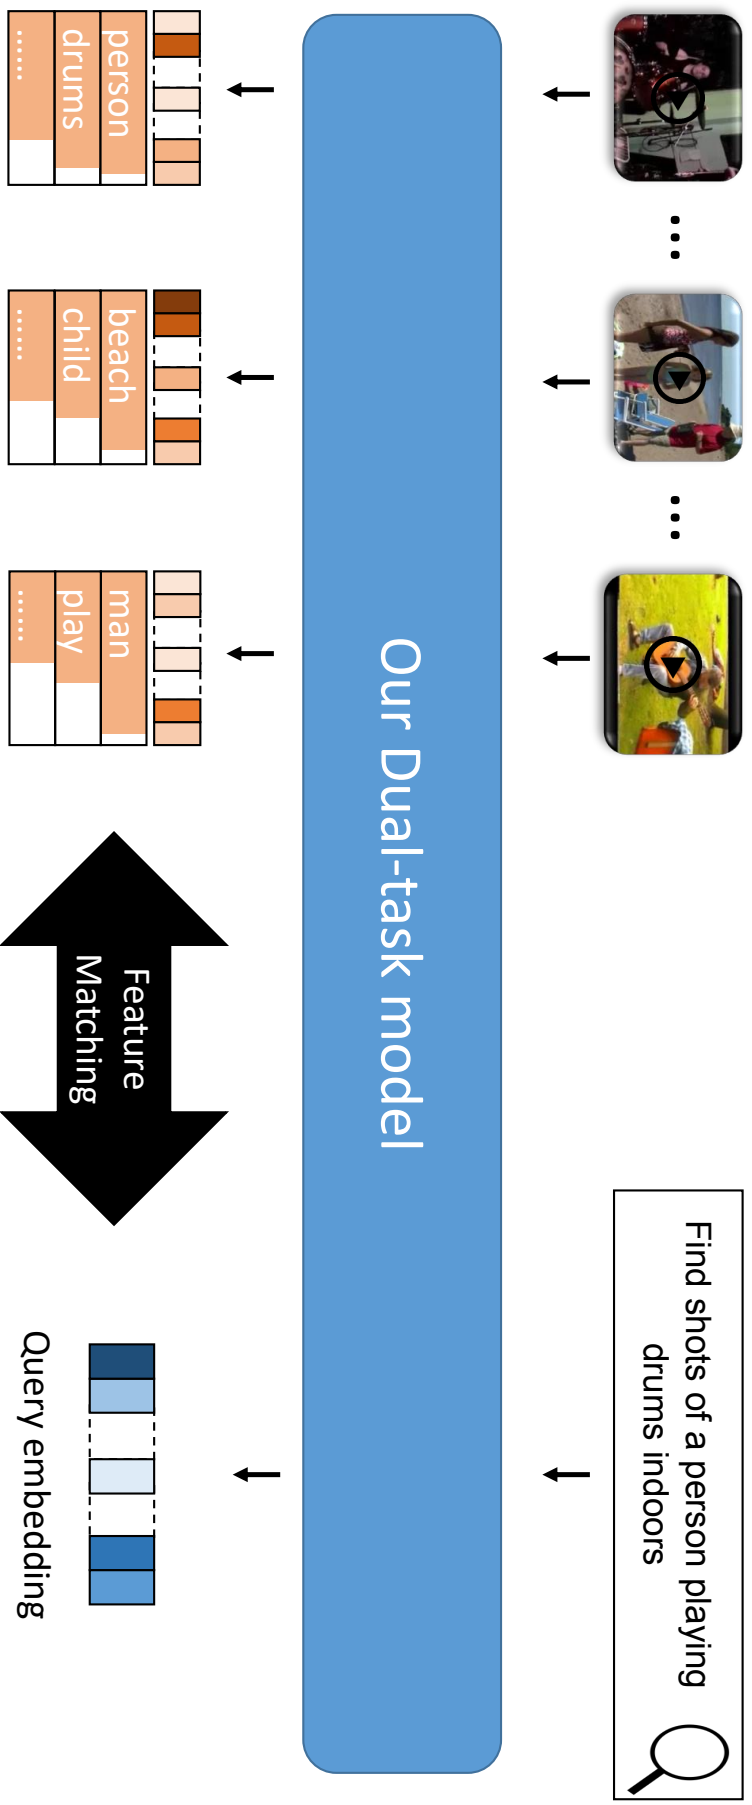 Find shots of a person playing
drums indoors
Our Dual-task model
person
drums
......
beach
child
......
man
play
......
Feature
Matching
Query embedding